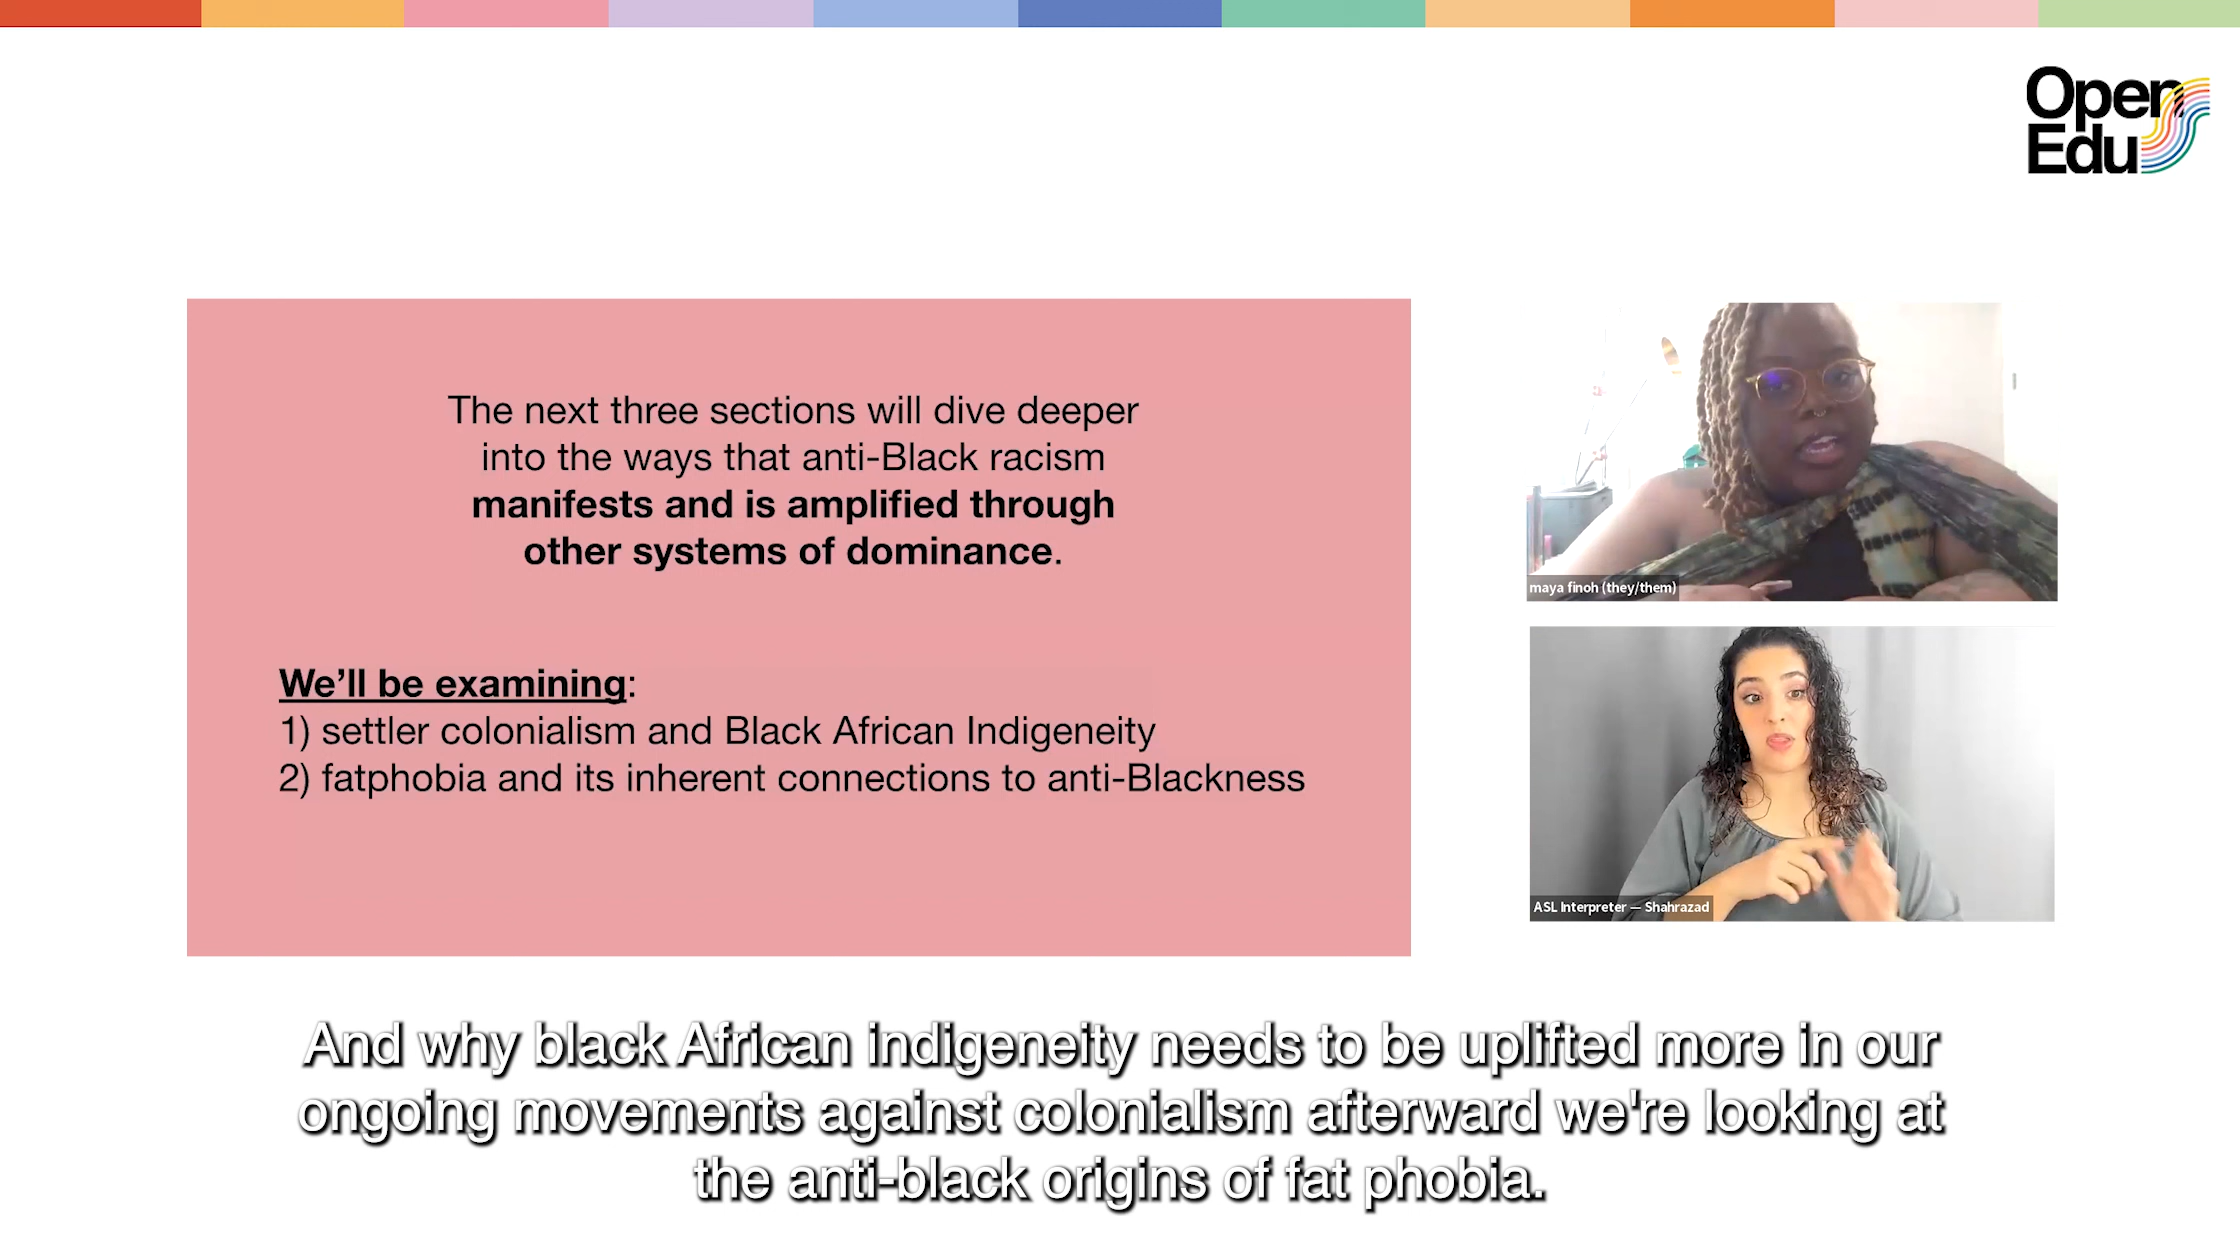 Open
Edu
The next three sections will dive deeper
into the ways that anti-Black racism
manifests and is amplified through
other systems of dominance.
We’ll be examining:
1) settler colonialism and Black African Indigeneity
2) fatphobia and its inherent connections to anti-Blackness
maya finoh (they/them)
ASL Interpreter — Shahrazad
And why black African indigeneity needs to be uplifted more in our
ongoing movements against colonialism afterward we're looking at
the anti-black origins of fat phobia.